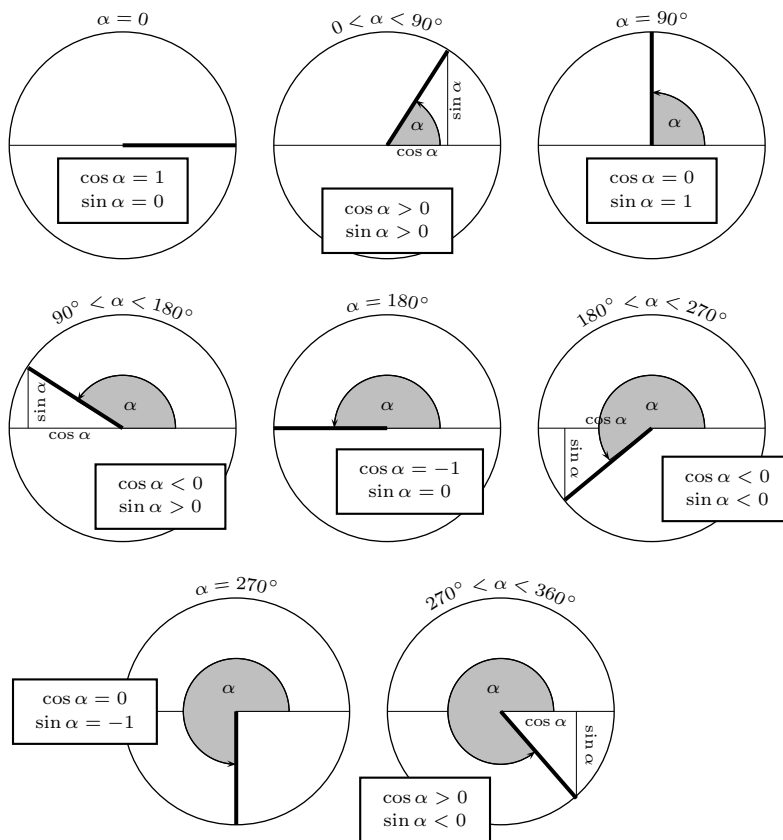 α = 0
cos α = 1
sin α = 0
0 < α < 90°
α
sin α
cos α
cos α > 0
sin α > 0
α = 90°
α
cos α = 0
sin α = 1
90° < α < 180°
α
sin α
cos α
cos α < 0
sin α > 0
α = 180°
α
cos α = −1
sin α = 0
180° < α < 270°
cos α
α
sin α
cos α < 0
sin α < 0
α = 270°
α
cos α = 0
sin α = −1
270° < α < 360°
α
cos α
sin α
cos α > 0
sin α < 0